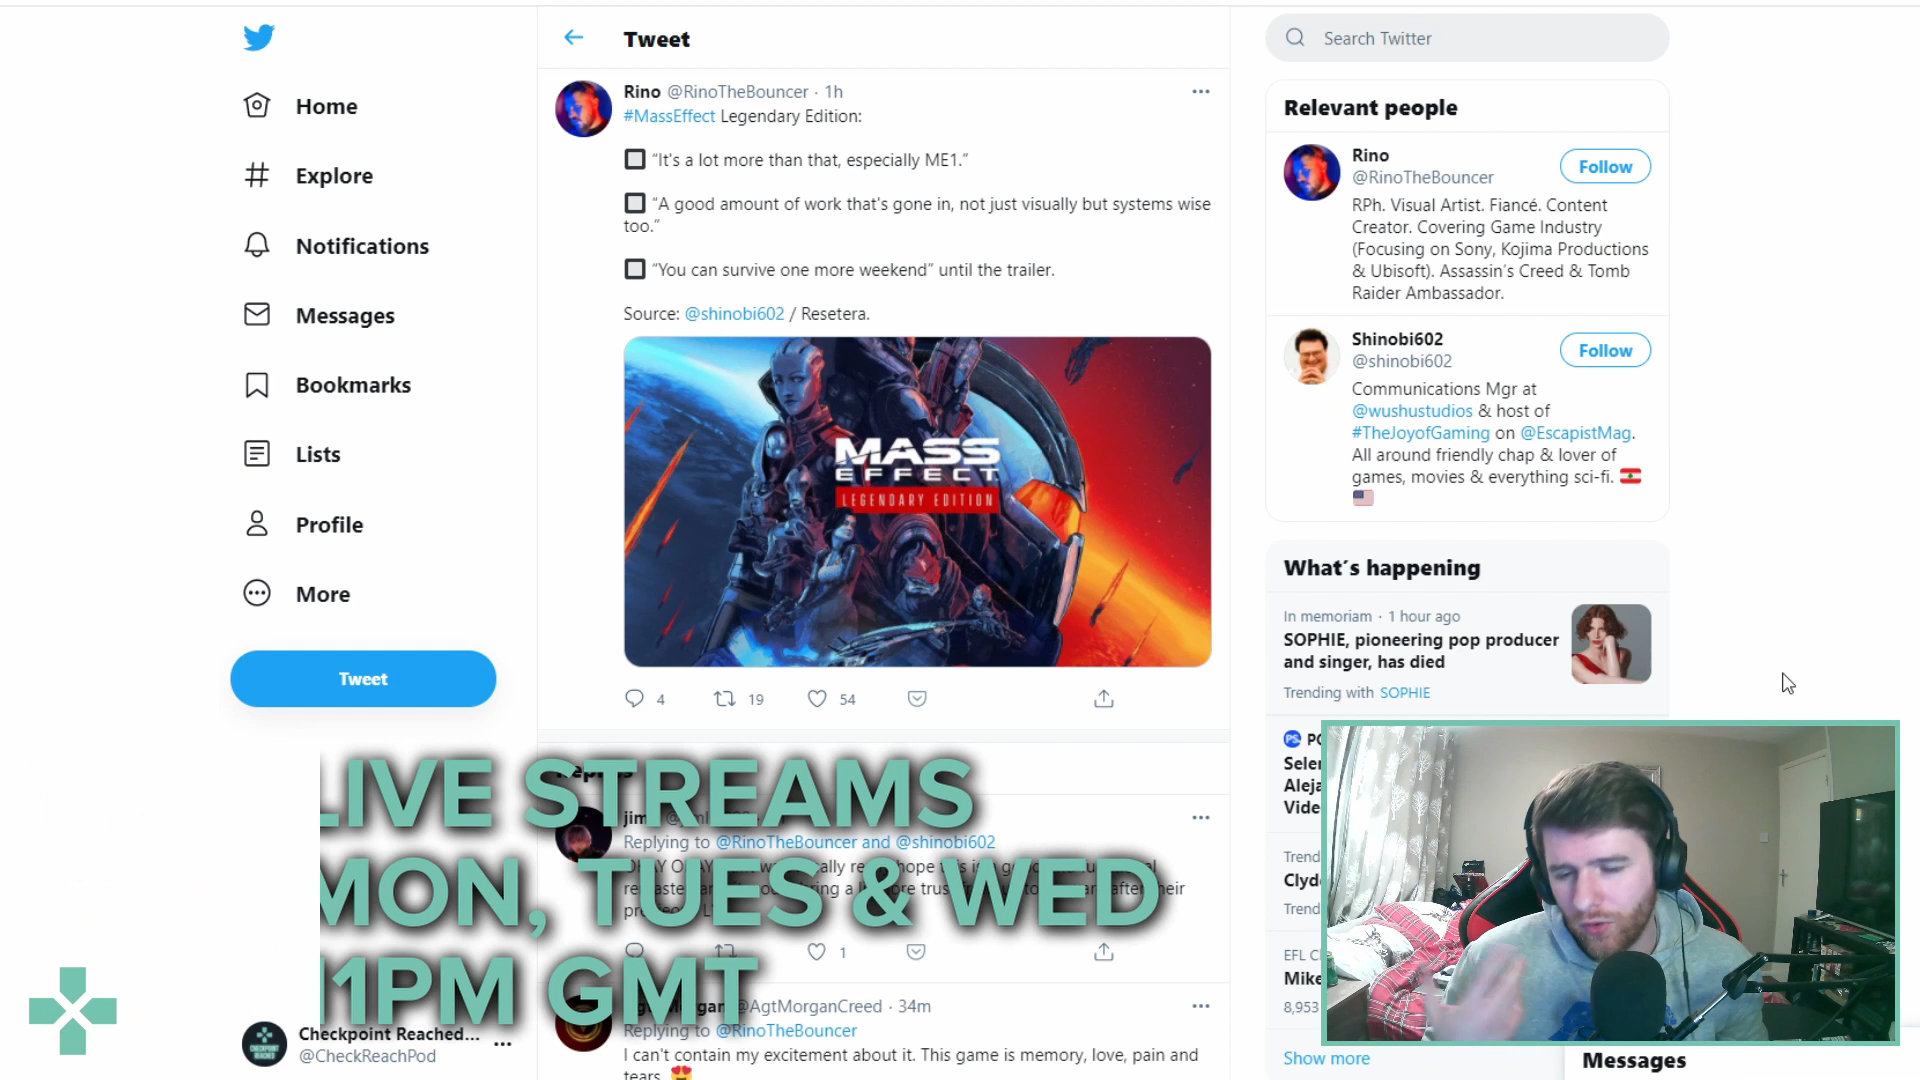 Home
Explore
Notifications
Messages
Bookmarks
Lists
Profile
More
Tweet
Checkpoint Reached...
@CheckReachPod
Tweet
Rino @RinoTheBouncer · 1h
#MassEffect Legendary Edition:
“It's a lot more than that, especially ME1.”
“A good amount of work that's gone in, not just visually but systems wise
too.”
“You can survive one more weekend” until the trailer.
Source: @shinobi602 / Resetera.
MASS
EFFECT
LEGENDARY EDITION
4 19 54
LIVE STREAMS
MON, TUES & WED
11PM GMT
Replying to @RinoTheBouncer and @shinobi602
1
@AgtMorganCreed · 34m
Replying to @RinoTheBouncer
I can't contain my excitement about it. This game is memory, love, pain and
tears.
Search Twitter
Relevant people
Rino
@RinoTheBouncer
Follow
RPh. Visual Artist. Fiancé. Content
Creator. Covering Game Industry
(Focusing on Sony, Kojima Productions
& Ubisoft). Assassin's Creed & Tomb
Raider Ambassador.
Shinobi602
@shinobi602
Follow
Communications Mgr at
@wushustudios & host of
#TheJoyofGaming on @EscapistMag.
All around friendly chap & lover of
games, movies & everything sci-fi.
What's happening
In memoriam · 1 hour ago
SOPHIE, pioneering pop producer
and singer, has died
Trending with SOPHIE
Show more
Messages